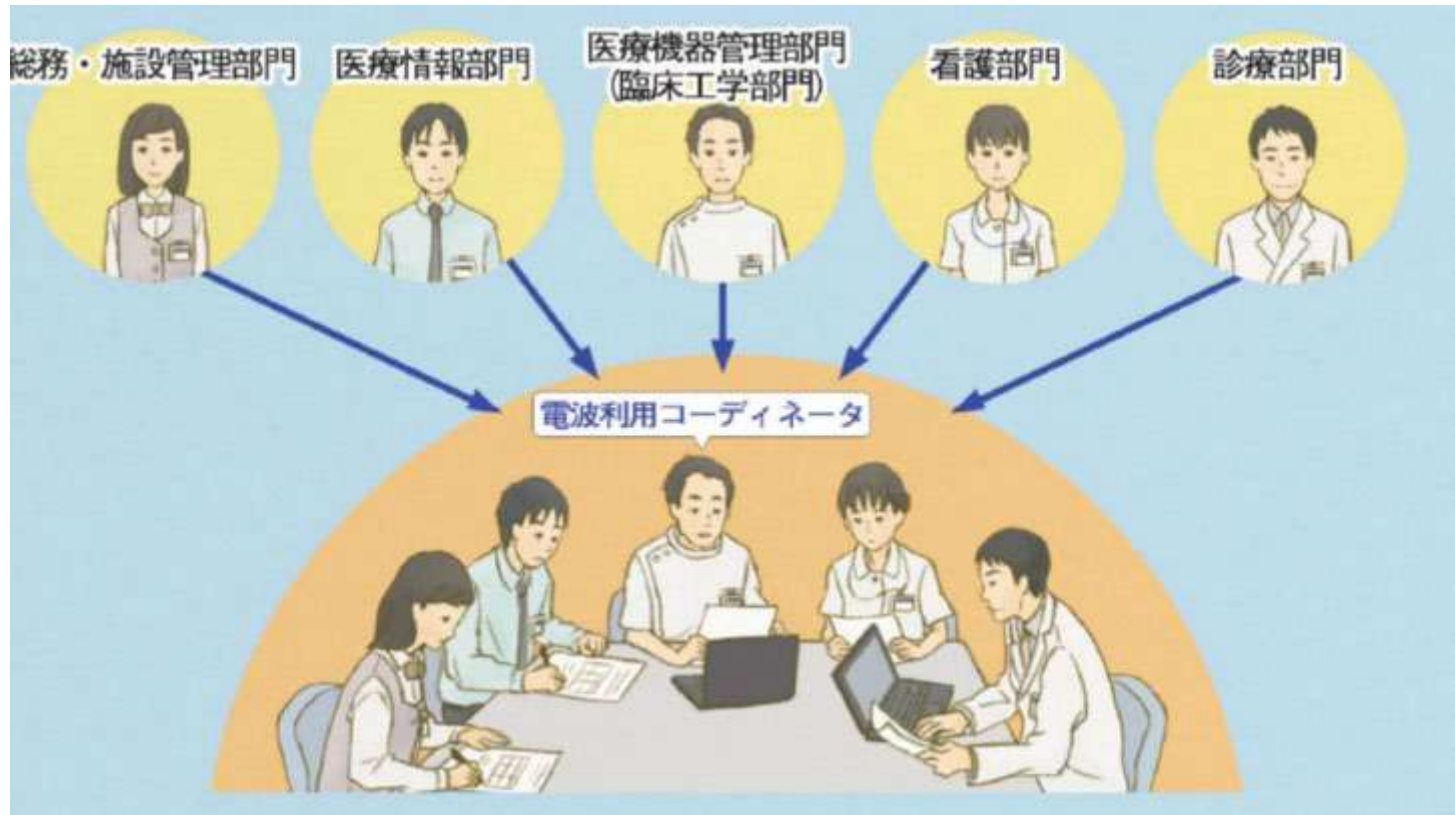 総務・施設管理部門
医療情報部門
医療機器管理部門
(臨床工学部門)
看護部門
診療部門
電波利用コーディネータ